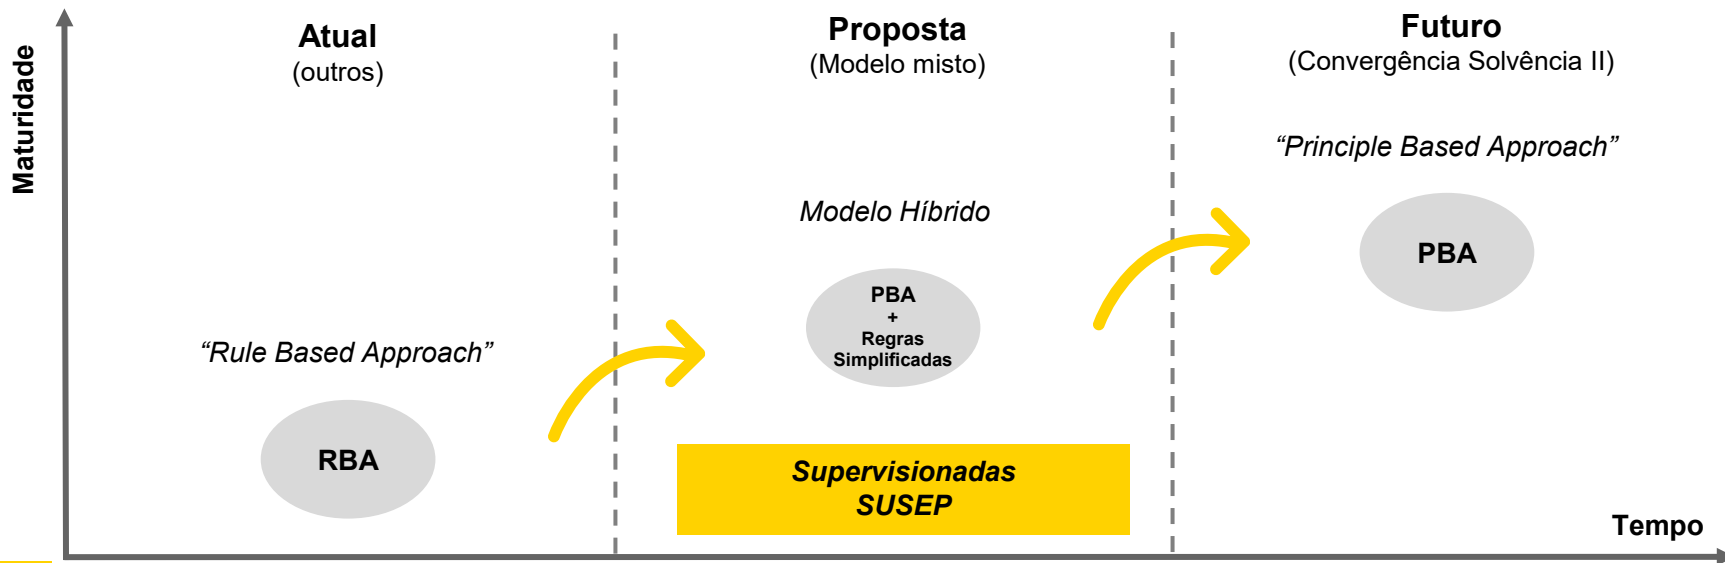 Maturidade
Atual
(outros)
“Rule Based Approach”
RBA
Proposta
(Modelo misto)
Modelo Híbrido
PBA
+
Regras
Simplificadas
Supervisionadas
SUSEP
Futuro
(Convergência Solvência II)
“Principle Based Approach”
PBA
Tempo